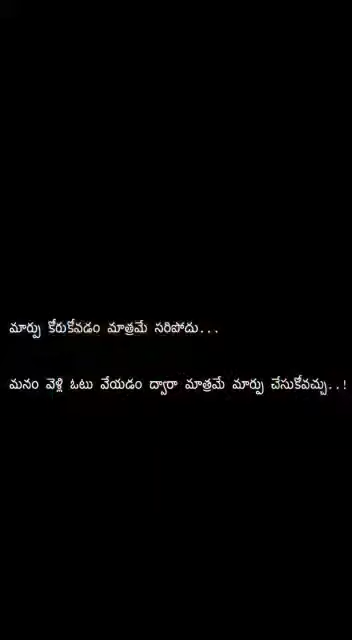 మార్పు కోరుకోవడం మాత్రమే సరిపోదు...
మనం వెళ్లి ఓటు వేయడం ద్వారా మాత్రమే మార్పు చేసుకోవచ్చు..!